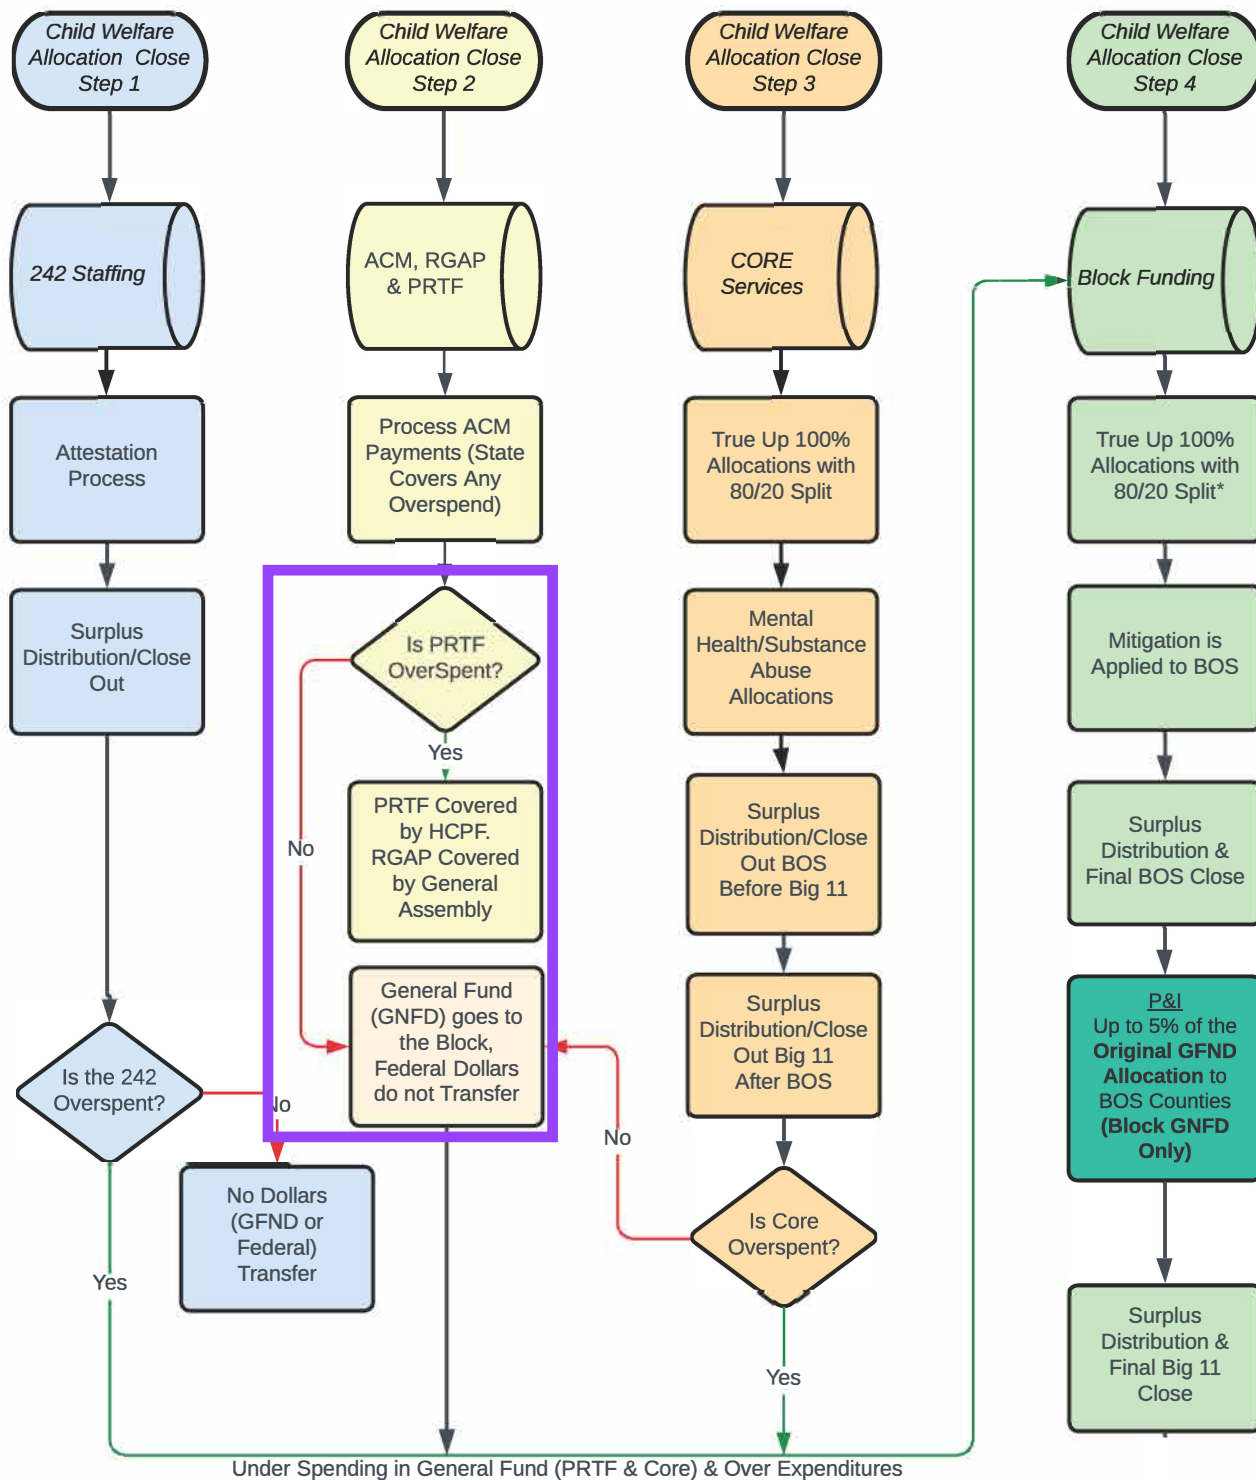 Child Welfare
Allocation Close
Step 1
Child Welfare
Allocation Close
Step 2
Child Welfare
Allocation Close
Step 3
Child Welfare
Allocation Close
Step 4
242 Staffing
ACM, RGAP
& PRTF
CORE
Services
Block Funding
Attestation
Process
Process ACM
Payments (State
Covers Any
Overspend)
True Up 100%
Allocations with
80/20 Split
True Up 100%
Allocations with
80/20 Split*
Surplus
Distribution/Close
Out
Is PRTF
OverSpent?
Mental
Health/Substance
Abuse
Allocations
Mitigation is
Applied to BOS
Yes
No
PRTF Covered
by HCPF.
RGAP Covered
by General
Assembly
Surplus
Distribution/Close
Out BOS
Before Big 11
Surplus
Distribution &
Final BOS Close
General Fund
(GNFD) goes to
the Block,
Federal Dollars
do not Transfer
Surplus
Distribution/Close
Out Big 11
After BOS
P&I
Up to 5% of the
Original GFND
Allocation to
BOS Counties
(Block GNFD
Only)
Is the 242
Overspent?
No
No
No Dollars
(GFND or
Federal)
Transfer
Is Core
Overspent?
Yes
Yes
Surplus
Distribution &
Final Big 11
Close
Under Spending in General Fund (PRTF & Core) & Over Expenditures